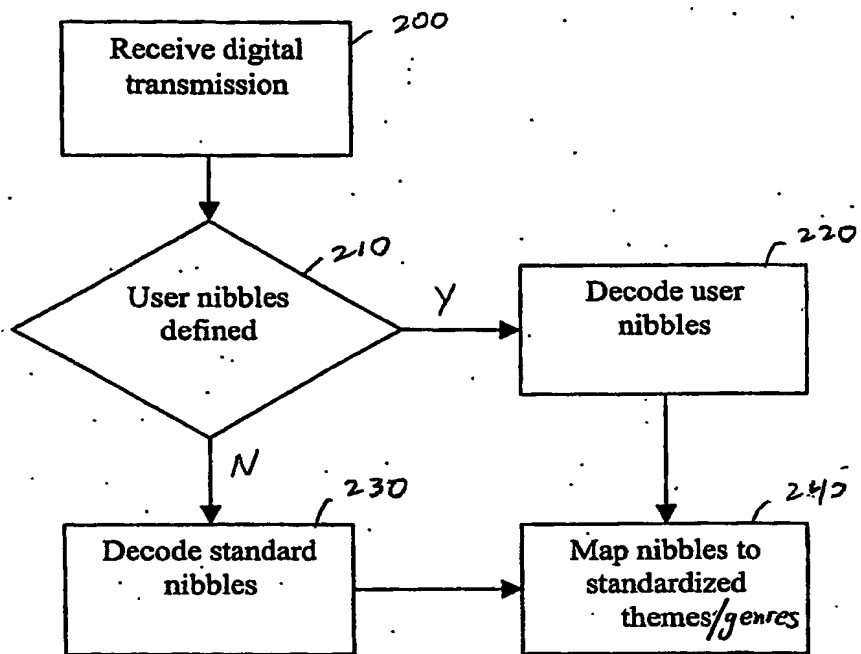 200
Receive digital
transmission
210
User nibbles
defined
Y
220
Decode user
nibbles
N
230
Decode standard
nibbles
240
Map nibbles to
standardized
themes/genres